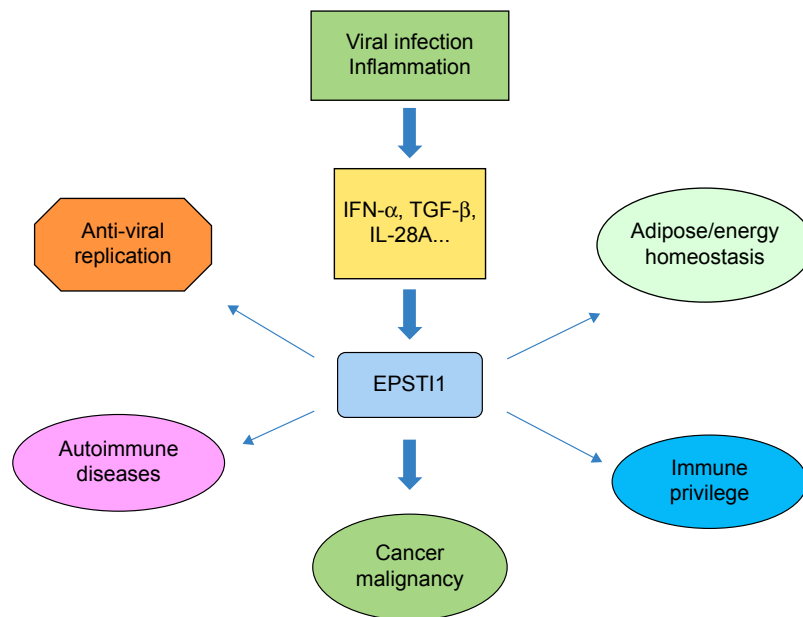 Viral infection
Inflammation
IFN-α, TGF-β,
IL-28A...
Anti-viral
replication
Adipose/energy
homeostasis
EPSTI1
Autoimmune
diseases
Immune
privilege
Cancer
malignancy